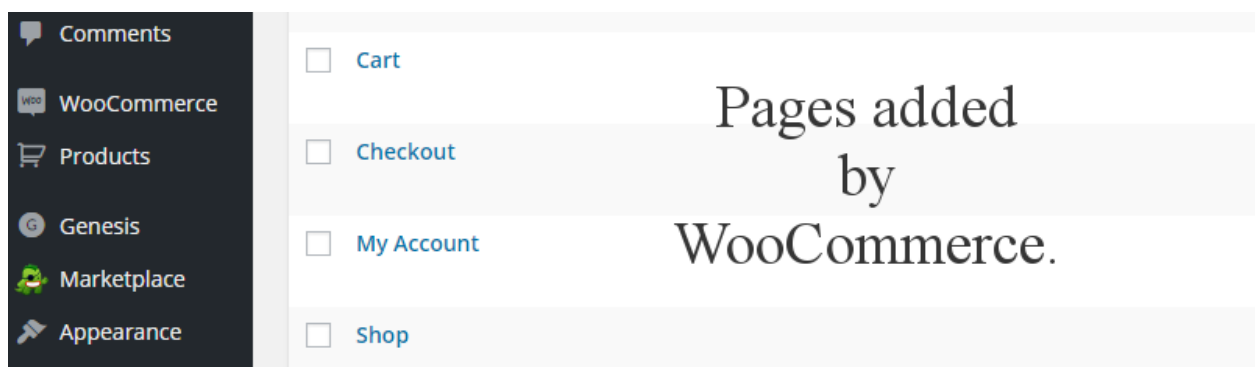 Comments
WooCommerce
Products
Genesis
Marketplace
Appearance
Cart
Checkout
My Account
Shop
Pages added
by
WooCommerce.